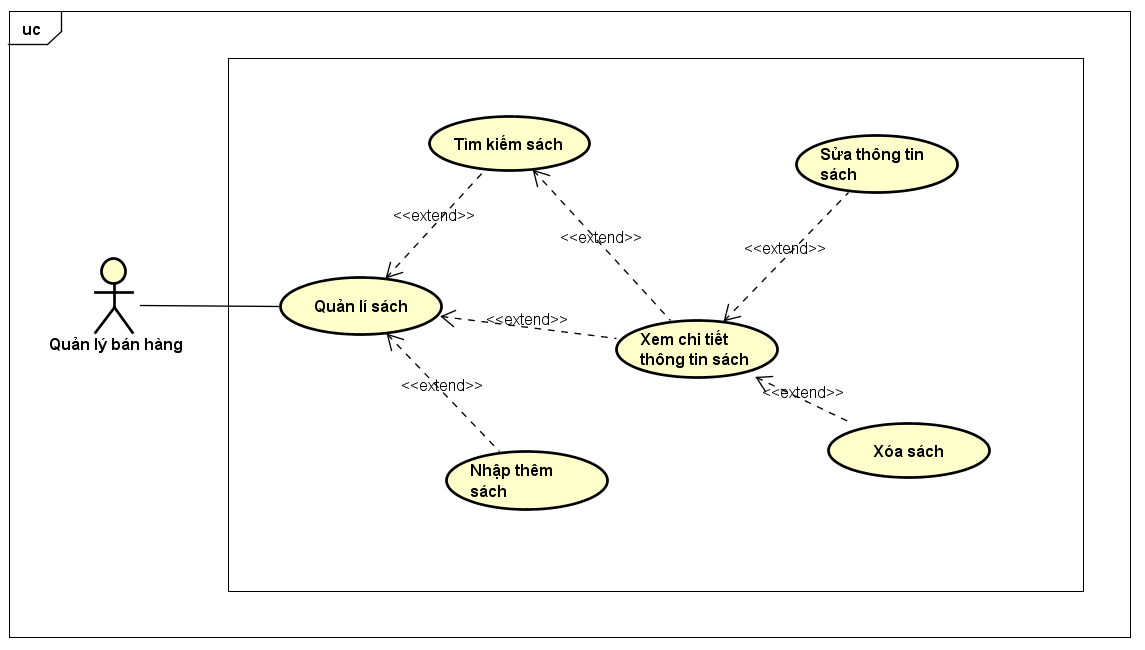 uc
Tìm kiếm sách
Sửa thông tin
sách
<<extend>>
<<extend>>
<<extend>>
Quản lí sách
<<extend>>
Quản lý bán hàng
Xem chi tiết
thông tin sách
<<extend>>
<<extend>>
Xóa sách
Nhập thêm
sách